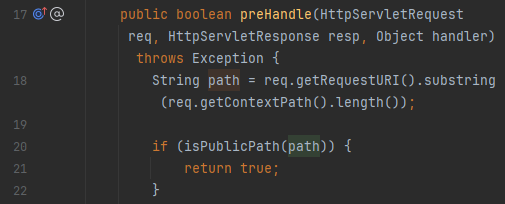 17 @ public boolean preHandle(HttpServletRequest
req, HttpServletResponse resp, Object handler)
throws Exception {
18 String path = req.getRequestURI().substring
(req.getContextPath().length());
19
20 if (isPublicPath(path)) {
21 return true;
22 }